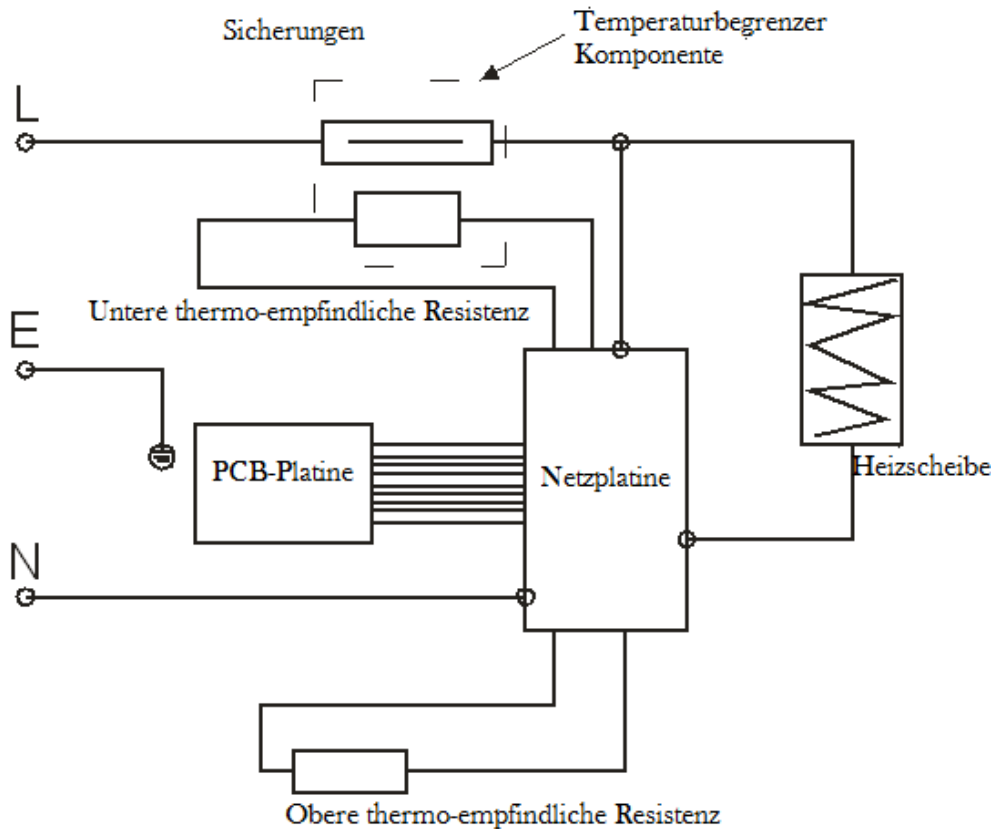 Sicherungen
Temperaturbegrenzer
Komponente
L
Untere thermo-empfindliche Resistenz
E
PCB-Platine
Netzplatine
Heizscheibe
N
Obere thermo-empfindliche Resistenz